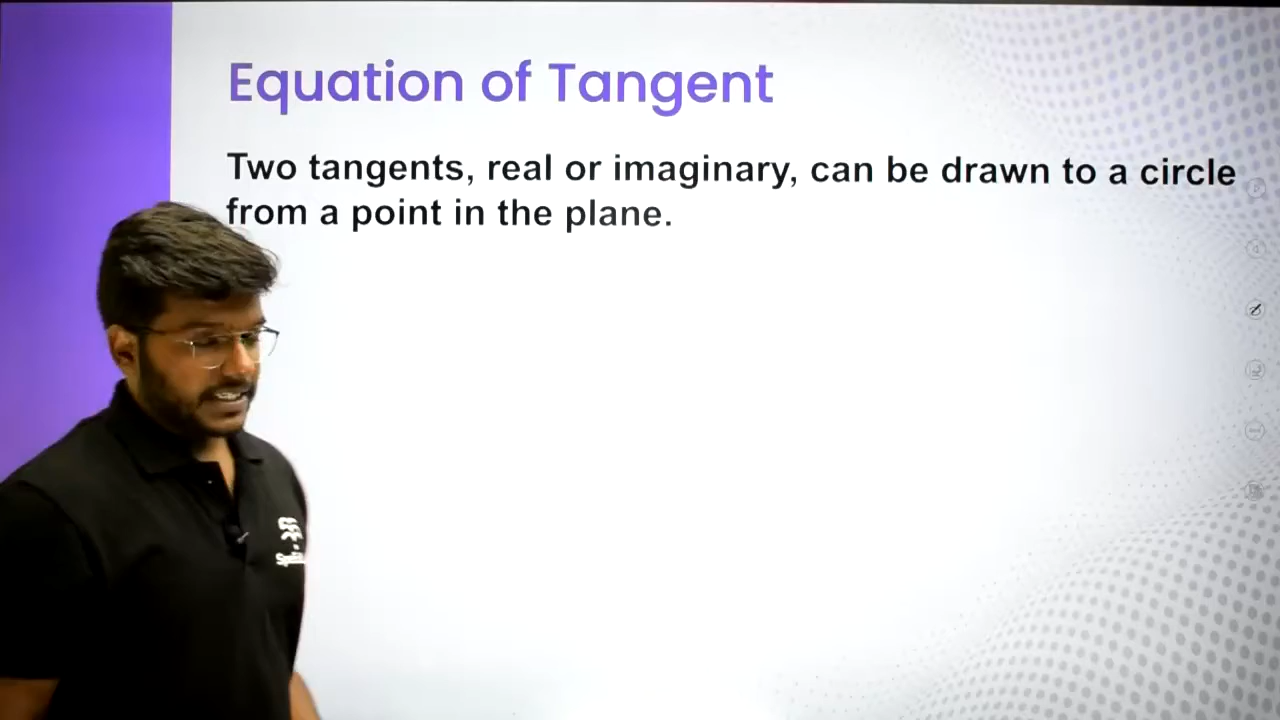 Equation of Tangent
Two tangents, real or imaginary, can be drawn to a circle
from a point in the plane.